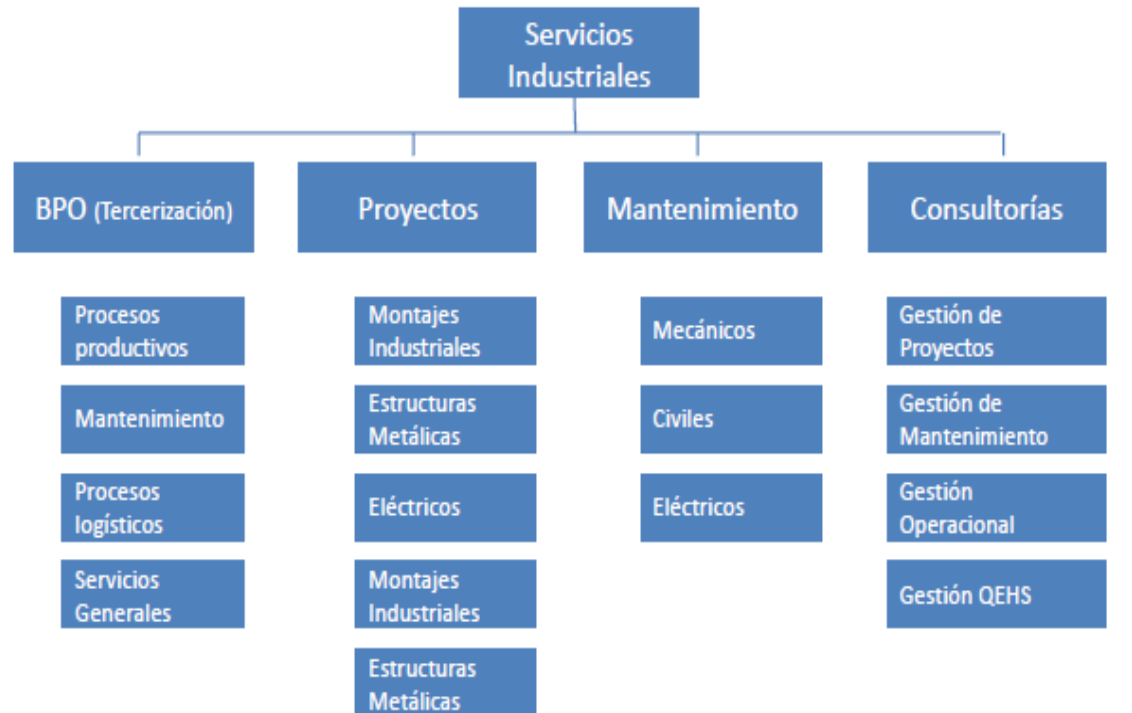 Servicios
Industriales
BPO (Tercerización)
Proyectos
Mantenimiento
Consultorías
Procesos
productivos
Mantenimiento
Procesos
logísticos
Servicios
Generales
Montajes
Industriales
Estructuras
Metálicas
Eléctricos
Montajes
Industriales
Estructuras
Metálicas
Mecánicos
Civiles
Eléctricos
Gestión de
Proyectos
Gestión de
Mantenimiento
Gestión
Operacional
Gestión QEHS